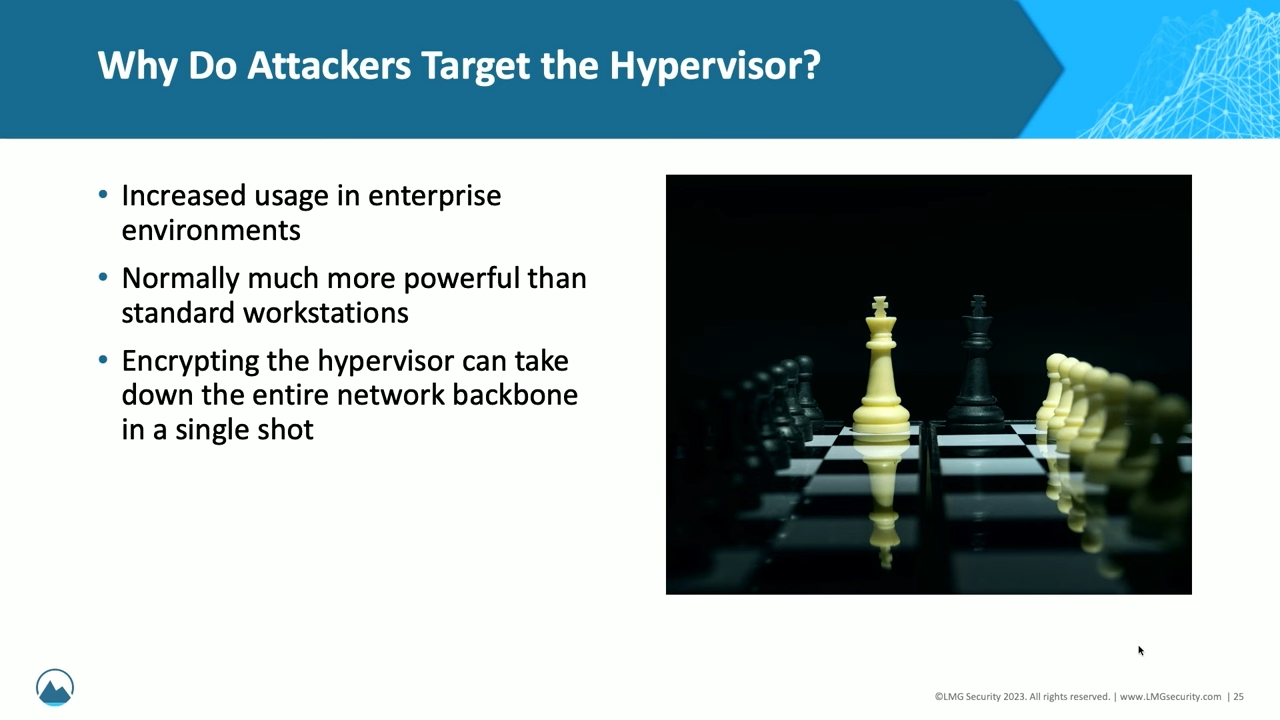 Why Do Attackers Target the Hypervisor?
• Increased usage in enterprise
environments
• Normally much more powerful than
standard workstations
• Encrypting the hypervisor can take
down the entire network backbone
in a single shot
©LMG Security 2023. All rights reserved. | www.LMGsecurity.com | 25